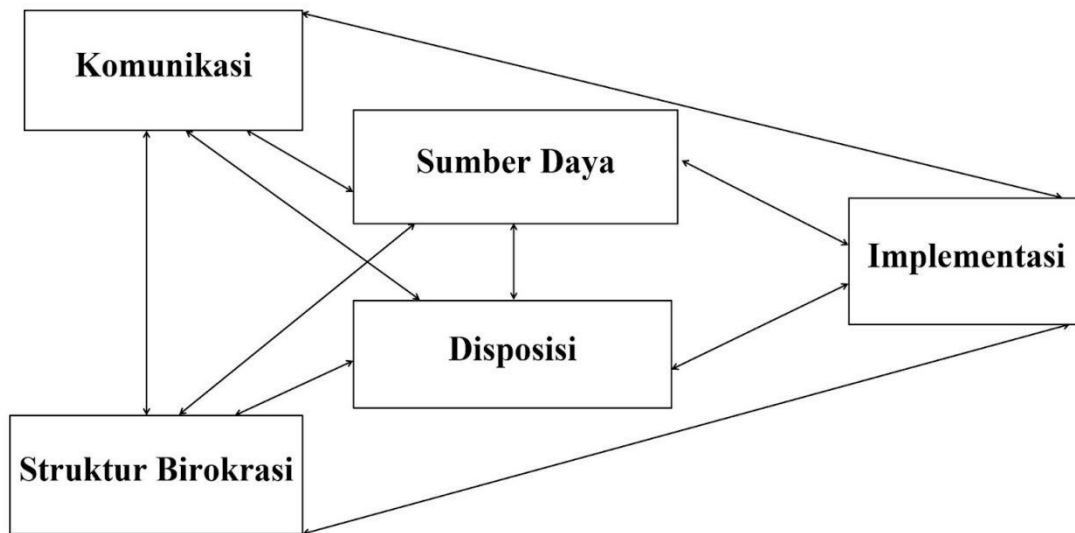 Komunikasi
Sumber Daya
Implementasi
Disposisi
Struktur Birokrasi